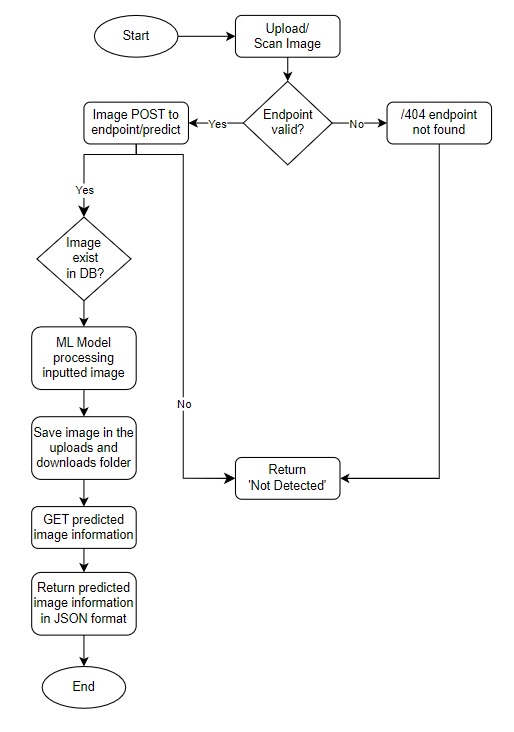 Start
Upload/
Scan Image
Image POST to
endpoint/predict
Yes
Endpoint
valid?
No
/404 endpoint
not found
Yes
Image
exist
in DB?
ML Model
processing
inputted image
No
Save image in the
uploads and
downloads folder
Return
'Not Detected'
GET predicted
image information
Return predicted
image information
in JSON format
End